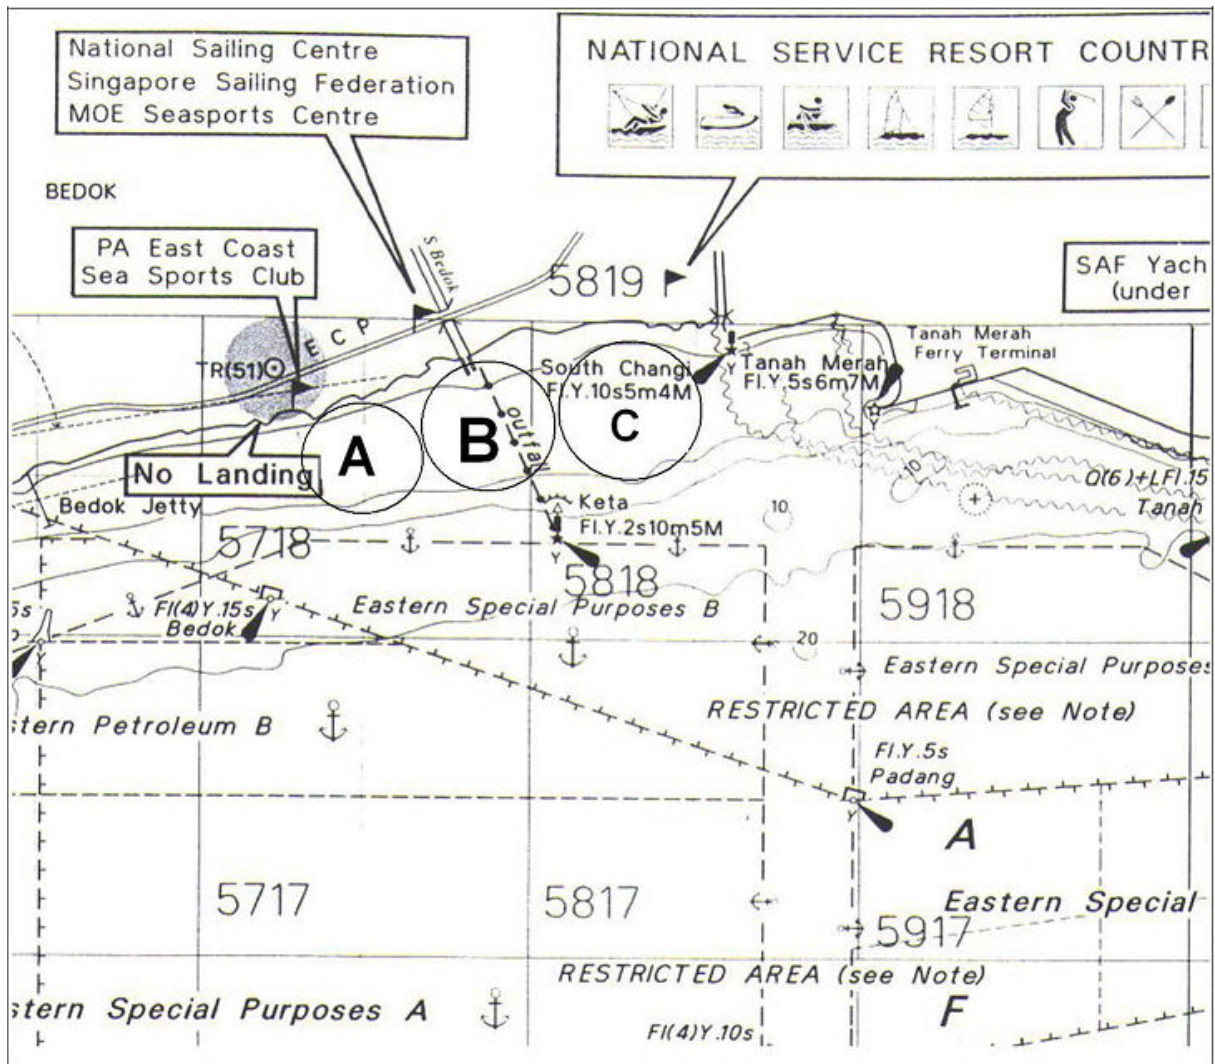 National Sailing Centre
Singapore Sailing Federation
MOE Seasports Centre
NATIONAL SERVICE RESORT COUNTR
BEDOK
PA East Coast
Sea Sports Club
S Bedok
5819
SAF Yach
(under
E C P
TR(51)
Tanah Merah
Ferry Terminal
South Changi
Fl.Y.10s5m4M
Y
Tanah Merah
Fl.Y.5s6m7M
Y
A
B
C
Outfall
No Landing
Bedok Jetty
10
Q(6)+LFl.15
Tanah
Keta
Fl.Y.2s10m5M
10
5718
Y
5818
5918
Fl(4)Y.15s
Bedok
Y
Eastern Special Purposes B
20
Y
Eastern Special Purposes
stern Petroleum B
RESTRICTED AREA (see Note)
Fl.Y.5s
Padang
Y
A
5717
5817
Eastern Special
5917
RESTRICTED AREA (see Note)
stern Special Purposes A
F
Fl(4)Y.10s